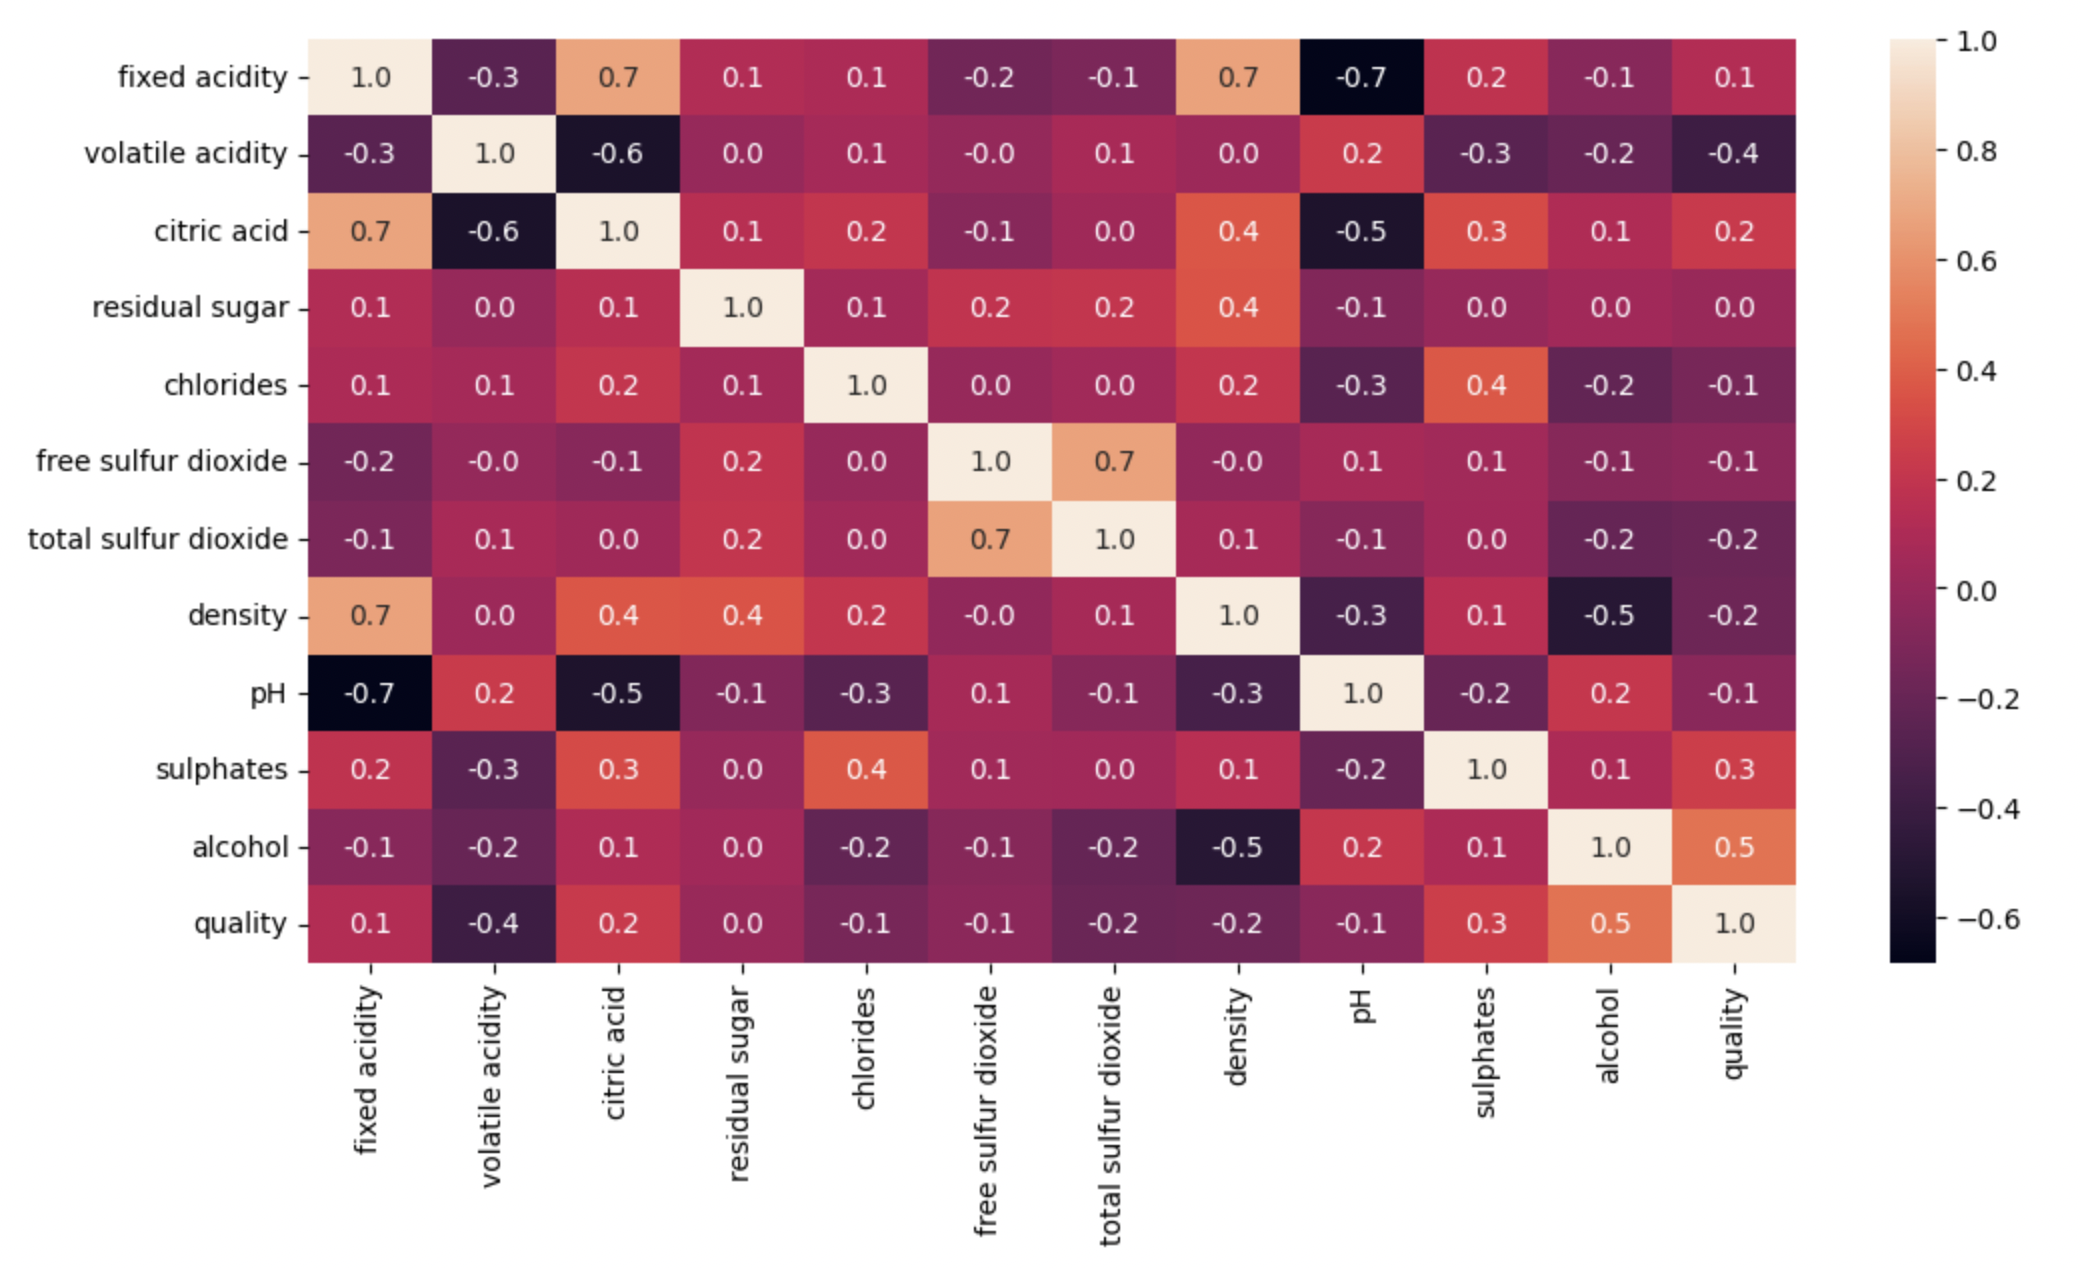 fixed acidity 1.0 -0.3 0.7 0.1 0.1 -0.2 -0.1 0.7 -0.7 0.2 -0.1 0.1
volatile acidity -0.3 1.0 -0.6 0.0 0.1 -0.0 0.1 0.0 0.2 -0.3 -0.2 -0.4
citric acid 0.7 -0.6 1.0 0.1 0.2 -0.1 0.0 0.4 -0.5 0.3 0.1 0.2
residual sugar 0.1 0.0 0.1 1.0 0.1 0.2 0.2 0.4 -0.1 0.0 0.0 0.0
chlorides 0.1 0.1 0.2 0.1 1.0 0.0 0.0 0.2 -0.3 0.4 -0.2 -0.1
free sulfur dioxide -0.2 -0.0 -0.1 0.2 0.0 1.0 0.7 -0.0 0.1 0.1 -0.1 -0.1
total sulfur dioxide -0.1 0.1 0.0 0.2 0.0 0.7 1.0 0.1 -0.1 0.0 -0.2 -0.2
density 0.7 0.0 0.4 0.4 0.2 -0.0 0.1 1.0 -0.3 0.1 -0.5 -0.2
pH -0.7 0.2 -0.5 -0.1 -0.3 0.1 -0.1 -0.3 1.0 -0.2 0.2 -0.1
sulphates 0.2 -0.3 0.3 0.0 0.4 0.1 0.0 0.1 -0.2 1.0 0.1 0.3
alcohol -0.1 -0.2 0.1 0.0 -0.2 -0.1 -0.2 -0.5 0.2 0.1 1.0 0.5
quality 0.1 -0.4 0.2 0.0 -0.1 -0.1 -0.2 -0.2 -0.1 0.3 0.5 1.0
fixed acidity
volatile acidity
citric acid
residual sugar
chlorides
free sulfur dioxide
total sulfur dioxide
density
pH
sulphates
alcohol
quality
1.0
0.8
0.6
0.4
0.2
0.0
−0.2
−0.4
−0.6